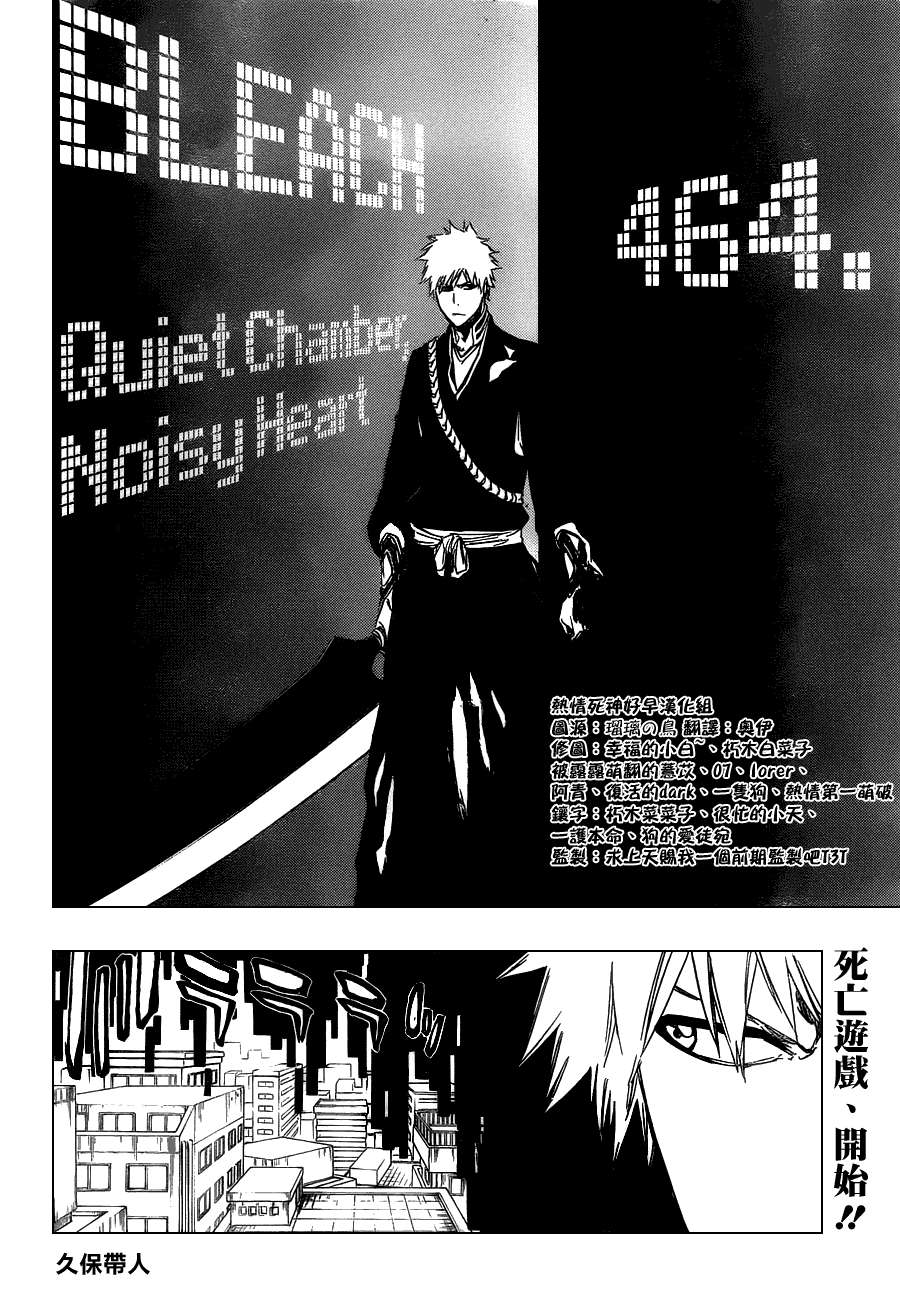 BLEACH
464.
Quiet Chamber,
Noisy Heart
熱情死神好早漢化組
圖源：瑠璃の鳥 翻譯：奧伊
修圖：幸福的小白~、朽木白菜子
被露露萌翻的薏苡、07、lorer、
阿貴、復活的dark、一隻狗、熱情第一萌破
鑲字：朽木菜菜子、很忙的小天、
一護本命、狗的愛徒宛
監製：求上天賜我一個前期監製吧T3T
死亡遊戲、開始!!
久保帶人